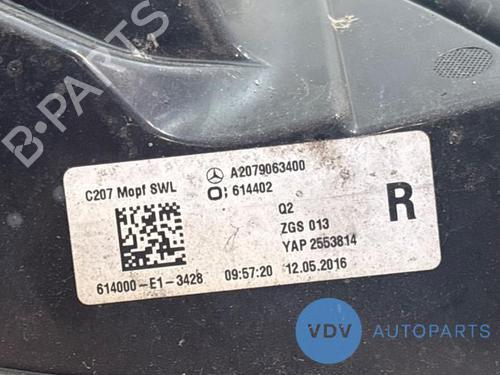 B-PARTS
C207 Mopf SWL
A2079063400
614402
Q2
ZGS 013
YAP 2553814
R
614000-E1-3428 09:57:20 12.05.2016
VDV AUTOPARTS